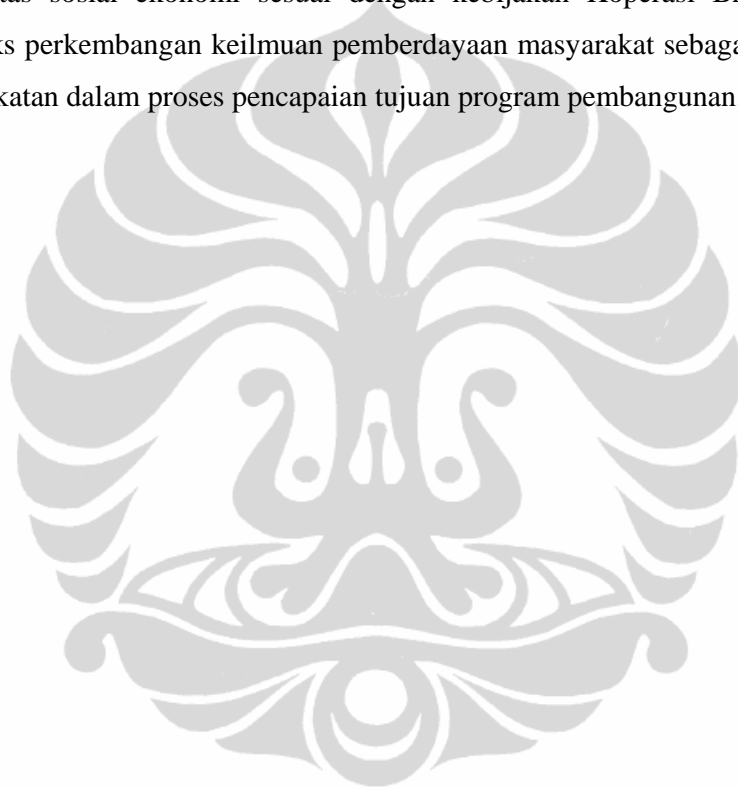 tas sosial ekonomi sesuai dengan kebijakan Koperasi
ks perkembangan keilmuan pemberdayaan masyarakat sebaga
katan dalam proses pencapaian tujuan program pembangunan